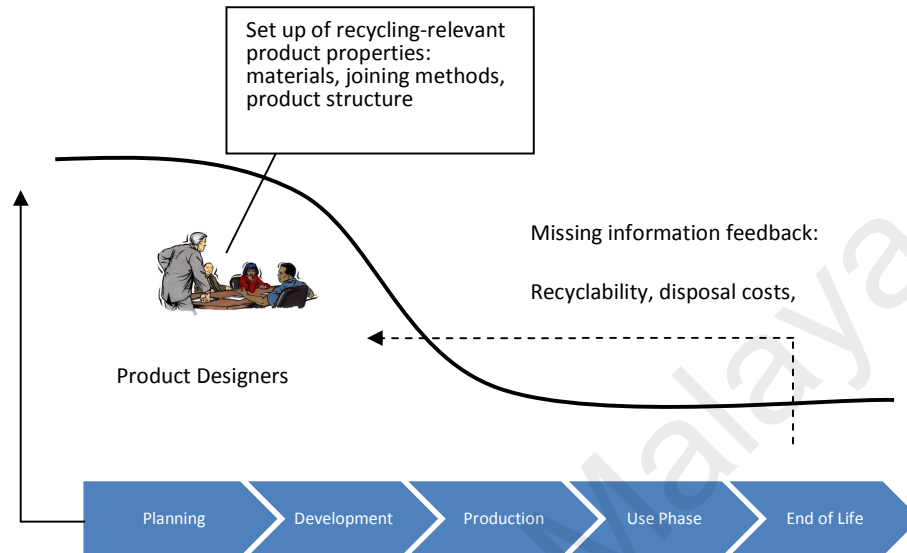 Set up of recycling-relevant
product properties:
materials, joining methods,
product structure
Missing information feedback:
Recyclability, disposal costs,
Product Designers
Planning
Development
Production
Use Phase
End of Life
Malaya